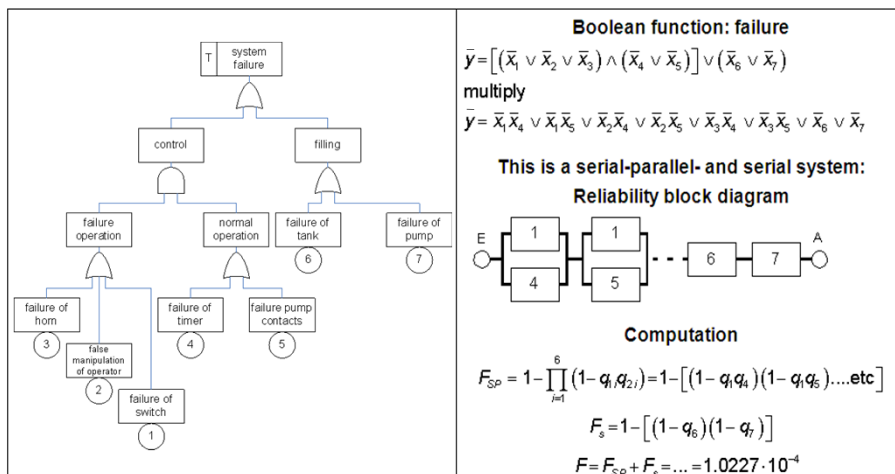 T
system
failure
control
filling
failure
operation
normal
operation
failure of
tank
6
failure of
pump
7
failure of
horn
3
false
manipulation
of operator
2
failure of
switch
1
failure of
timer
4
failure pump
contacts
5
Boolean function: failure
y̅ = [(x̅₁ ∨ x̅₂ ∨ x̅₃) ∧ (x̅₄ ∨ x̅₅)] ∨ (x̅₆ ∨ x̅₇)
multiply
y̅ = x̅₁x̅₄ ∨ x̅₁x̅₅ ∨ x̅₂x̅₄ ∨ x̅₂x̅₅ ∨ x̅₃x̅₄ ∨ x̅₃x̅₅ ∨ x̅₆ ∨ x̅₇
This is a serial-parallel- and serial system:
Reliability block diagram
E 1 1 A
6 7
4 5
Computation
F_SP = 1 − ∏_{i=1}^{6} (1 − q_{1i}q_{2i}) = 1 − [(1 − q₁q₄)(1 − q₁q₅)....etc]
F_s = 1 − [(1 − q₆)(1 − q₇)]
F = F_SP + F_s = ... = 1.0227·10⁻⁴